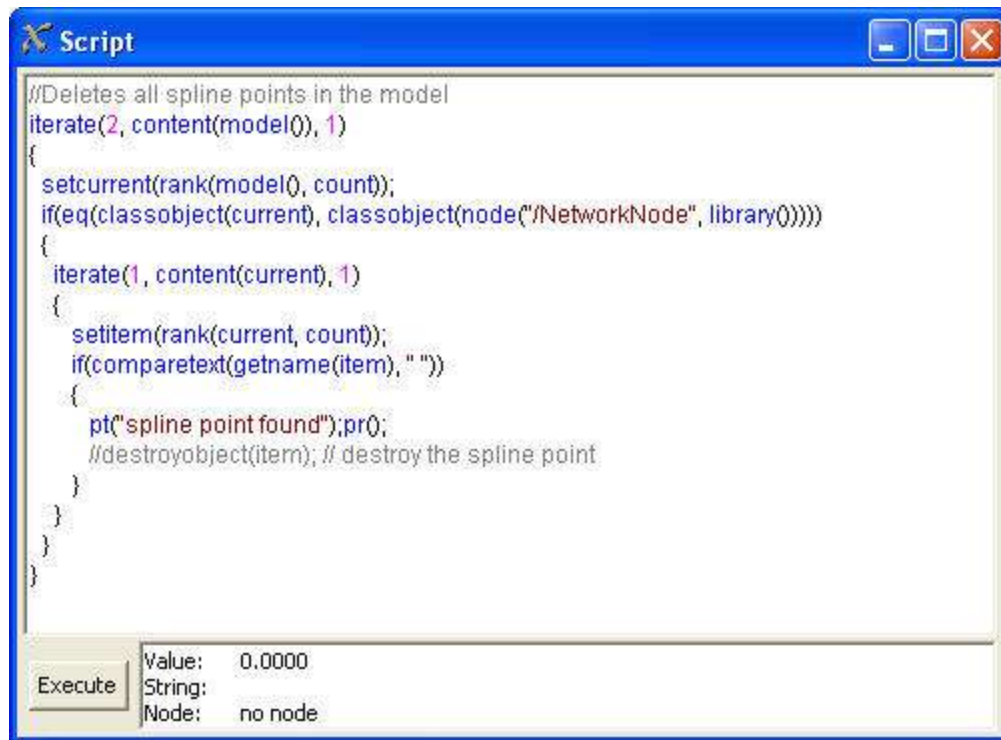 Script
//Deletes all spline points in the model
iterate(2, content(model()), 1)
{
setcurrent(rank(model(), count));
if(eq(classobject(current), classobject(node("/NetworkNode", library()))))
{
iterate(1, content(current), 1)
{
setitem(rank(current, count));
if(comparetext(getname(item), " "))
{
pt("spline point found");pr();
//destroyobject(item); // destroy the spline point
}
}
}
}
Execute
Value: 0.0000
String:
Node: no node